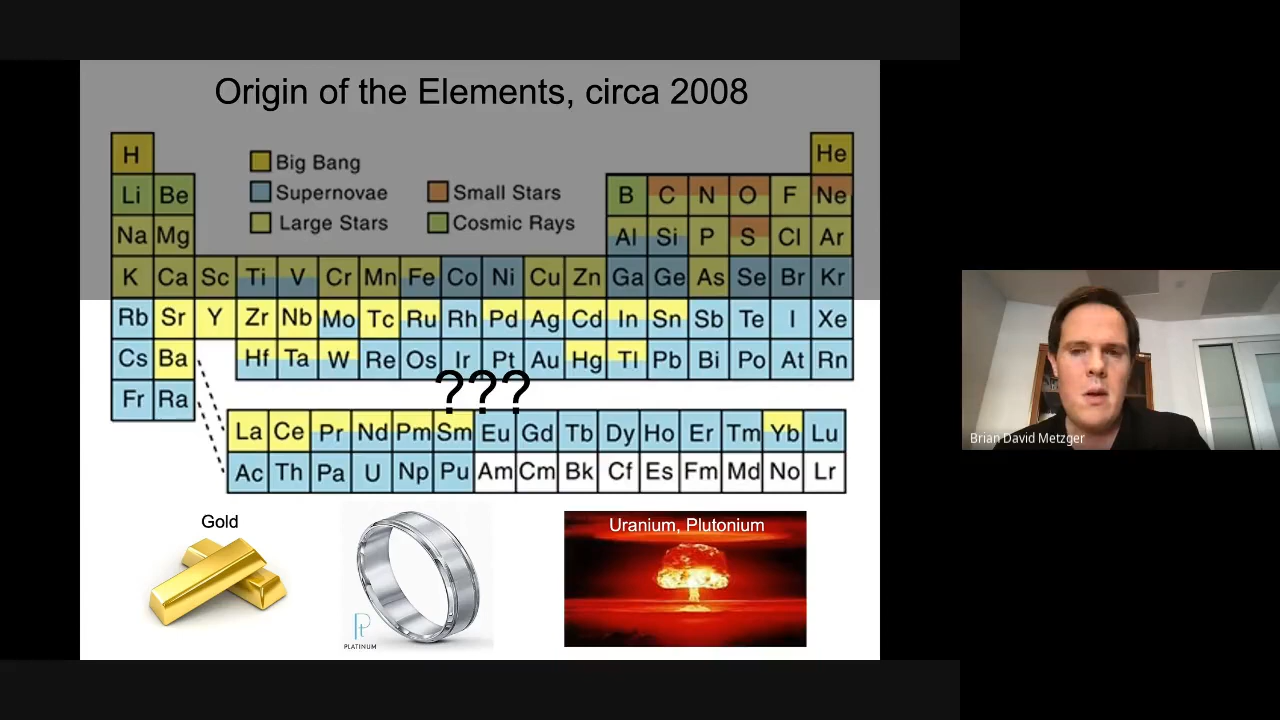 Origin of the Elements, circa 2008
H He
Big Bang
Li Be Supernovae Small Stars B C N O F Ne
Large Stars Cosmic Rays
Na Mg Al Si P S Cl Ar
K Ca Sc Ti V Cr Mn Fe Co Ni Cu Zn Ga Ge As Se Br Kr
Rb Sr Y Zr Nb Mo Tc Ru Rh Pd Ag Cd In Sn Sb Te I Xe
Cs Ba Hf Ta W Re Os Ir Pt Au Hg Tl Pb Bi Po At Rn
???
Fr Ra
La Ce Pr Nd Pm Sm Eu Gd Tb Dy Ho Er Tm Yb Lu
Ac Th Pa U Np Pu Am Cm Bk Cf Es Fm Md No Lr
Gold
Pt
PLATINUM
Uranium, Plutonium
Brian David Metzger